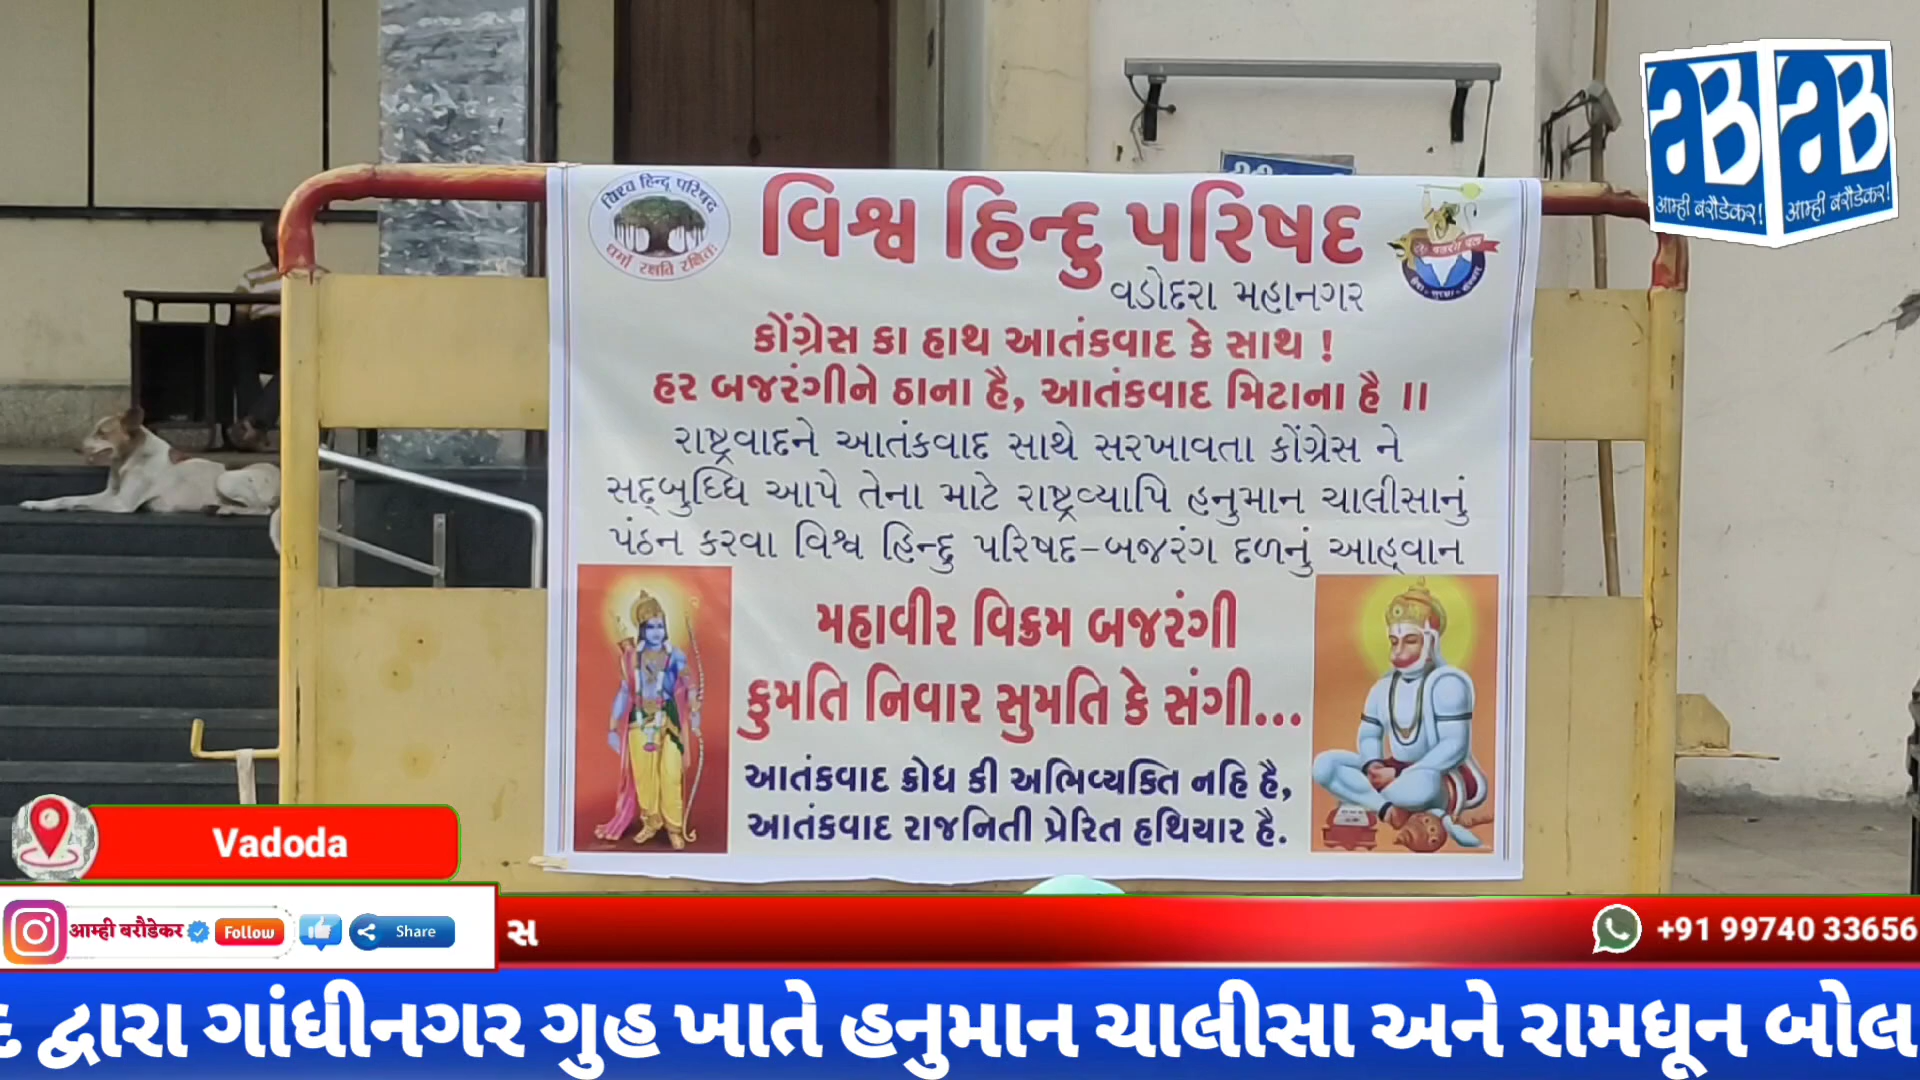 વિશ્વ હિન્દુ પરિષદ
विश्व हिन्दू परिषद
धर्मो रक्षति रक्षितः
વડોદરા મહાનગર
કોંગ્રેસ કા હાથ આતંકવાદ કે સાથ !
હર બજરંગીને ઠાના હૈ, આતંકવાદ મિટાના હૈ ।।
રાષ્ટ્રવાદને આતંકવાદ સાથે સરખાવતા કોંગ્રેસ ને
સદ્‌બુધ્ધિ આપે તેના માટે રાષ્ટ્રવ્યાપિ હનુમાન ચાલીસાનું
પંઠન કરવા વિશ્વ હિન્દુ પરિષદ-બજરંગ દળનું આહ્‌વાન
મહાવીર વિક્રમ બજરંગી
કુમતિ નિવાર સુમતિ કે સંગી...
આતંકવાદ ક્રોધ કી અભિવ્યક્તિ નહિ હૈ,
આતંકવાદ રાજનિતી પ્રેરિત હથિયાર હૈ.
आम्ही बरौडेकर!
आम्ही बरौडेकर!
Vadoda
आम्ही बरौडेकर Follow Share
સ
+91 99740 33656
દ દ્વારા ગાંધીનગર ગુહ ખાતે હનુમાન ચાલીસા અને રામધૂન બોલ